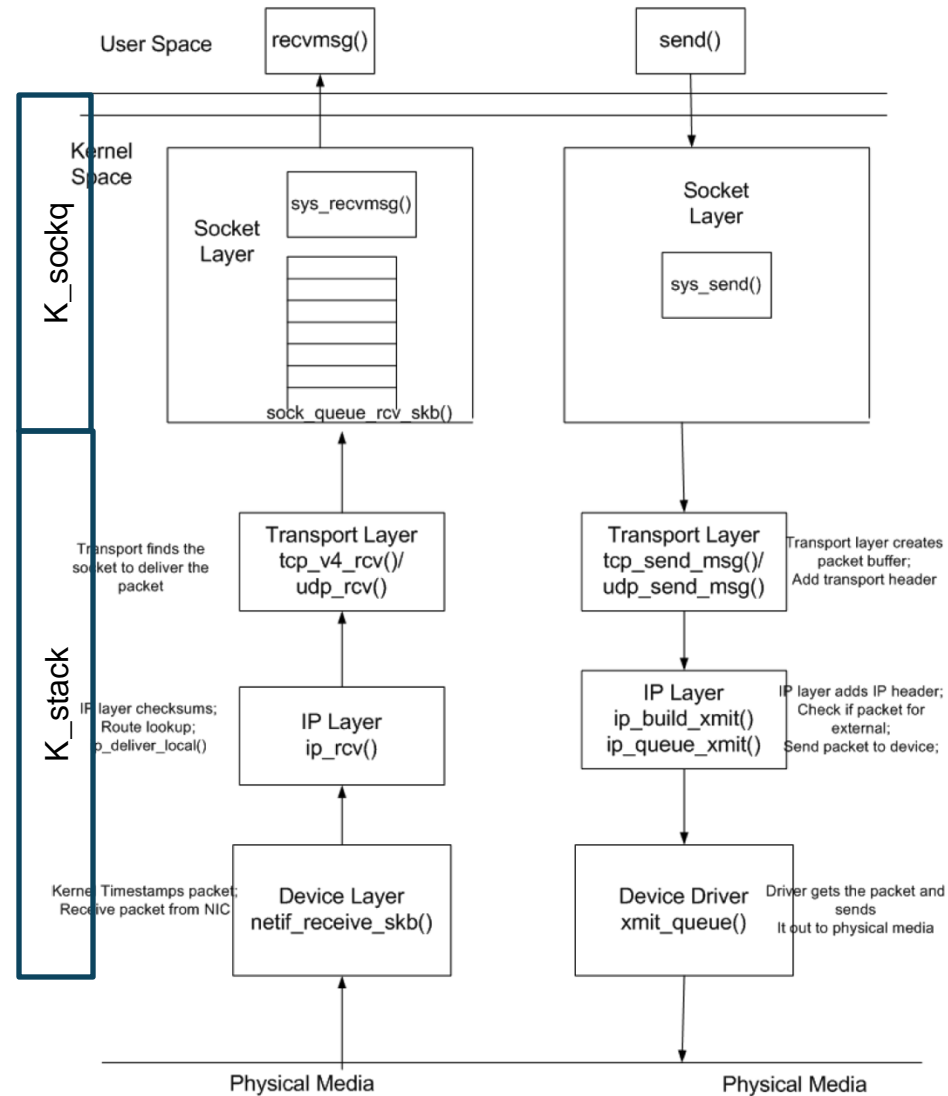 User Space
recvmsg()
send()
K_sockq
Kernel
Space
sys_recvmsg()
Socket
Layer
sock_queue_rcv_skb()
Socket
Layer
sys_send()
K_stack
Transport finds the
socket to deliver the
packet
Transport Layer
tcp_v4_rcv()/
udp_rcv()
Transport Layer
tcp_send_msg()/
udp_send_msg()
Transport layer creates
packet buffer;
Add transport header
IP layer checksums;
Route lookup;
p_deliver_local()
IP Layer
ip_rcv()
IP Layer
ip_build_xmit()
ip_queue_xmit()
IP layer adds IP header;
Check if packet for
external;
Send packet to device;
Kernel Timestamps packet;
Receive packet from NIC
Device Layer
netif_receive_skb()
Device Driver
xmit_queue()
Driver gets the packet and
sends
It out to physical media
Physical Media
Physical Media